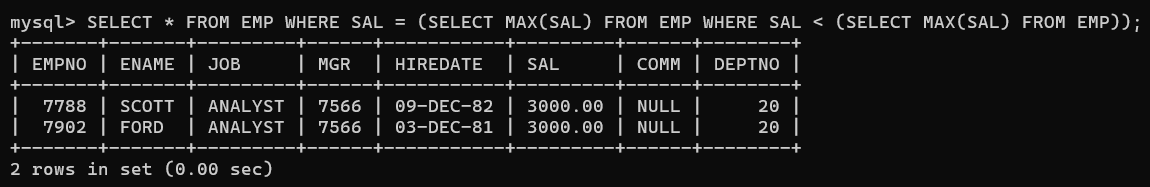 mysql> SELECT * FROM EMP WHERE SAL = (SELECT MAX(SAL) FROM EMP WHERE SAL < (SELECT MAX(SAL) FROM EMP));
+-------+-------+---------+------+-----------+---------+------+--------+
| EMPNO | ENAME | JOB     | MGR  | HIREDATE  | SAL     | COMM | DEPTNO |
+-------+-------+---------+------+-----------+---------+------+--------+
|  7788 | SCOTT | ANALYST | 7566 | 09-DEC-82 | 3000.00 | NULL |     20 |
|  7902 | FORD  | ANALYST | 7566 | 03-DEC-81 | 3000.00 | NULL |     20 |
+-------+-------+---------+------+-----------+---------+------+--------+
2 rows in set (0.00 sec)